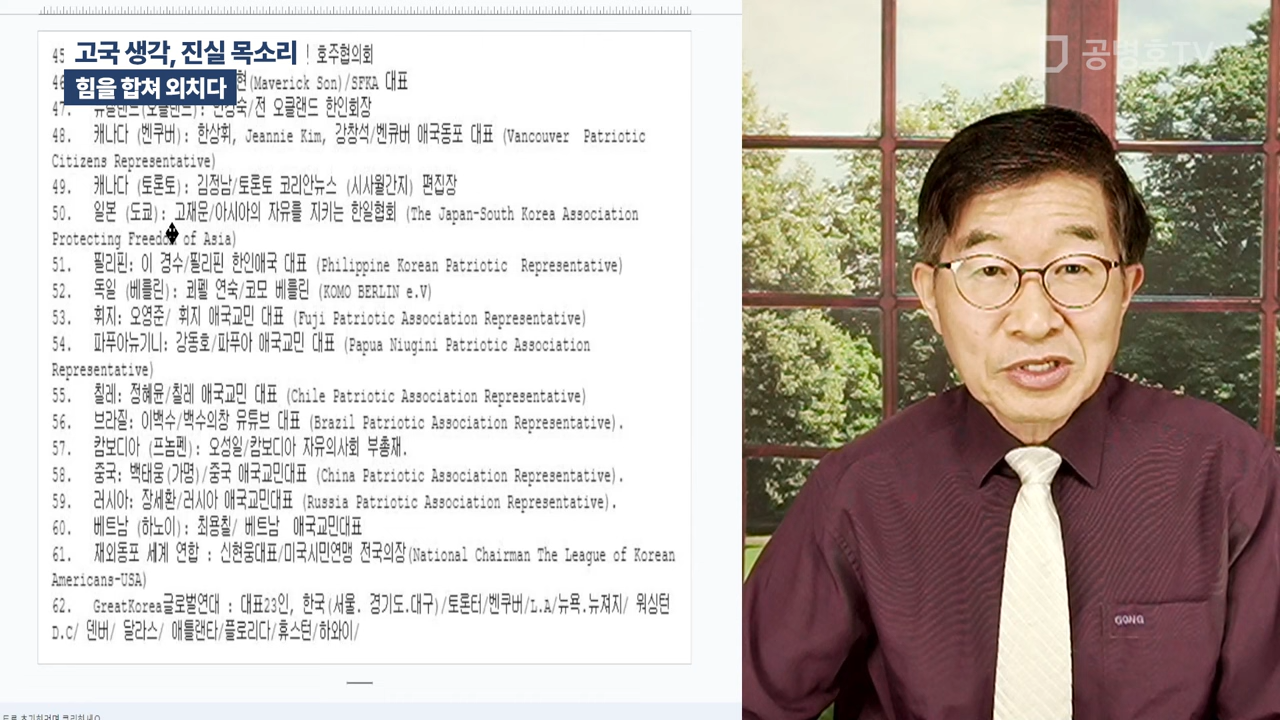 고국 생각, 진실 목소리
힘을 합쳐 외치다
공병호TV
45 호주협의회
46 현(Maverick Son)/SFKA 대표
47. 뉴질랜드(오클랜드): 안상숙/전 오클랜드 한인회장
48. 캐나다 (벤쿠버): 한상휘, Jeannie Kim, 강창석/벤쿠버 애국동포 대표 (Vancouver Patriotic
Citizens Representative)
49. 캐나다 (토론토): 김정남/토론토 코리안뉴스 (시사월간지) 편집장
50. 일본 (도쿄): 고재운/아시아의 자유를 지키는 한일협회 (The Japan-South Korea Association
Protecting Freedom of Asia)
51. 필리핀: 이 경수/필리핀 한인애국 대표 (Philippine Korean Patriotic Representative)
52. 독일 (베를린): 쾨펠 연숙/코모 베를린 (KOMO BERLIN e.V)
53. 휘지: 오영준/ 휘지 애국교민 대표 (Fuji Patriotic Association Representative)
54. 파푸아뉴기니: 강동호/파푸아 애국교민 대표 (Papua Niugini Patriotic Association
Representative)
55. 칠레: 정혜윤/칠레 애국교민 대표 (Chile Patriotic Association Representative)
56. 브라질: 이백수/백수의창 유튜브 대표 (Brazil Patriotic Association Representative).
57. 캄보디아 (프놈펜): 오성일/캄보디아 자유의사회 부총재.
58. 중국: 백태웅(가명)/중국 애국교민대표 (China Patriotic Association Representative).
59. 러시아: 장세환/러시아 애국교민대표 (Russia Patriotic Association Representative).
60. 베트남 (하노이): 최용칠/ 베트남 애국교민대표
61. 재외동포 세계 연합 : 신현웅대표/미국시민연맹 전국의장(National Chairman The League of Korean
Americans-USA)
62. GreatKorea글로벌연대 : 대표23인, 한국(서울. 경기도.대구)/토론터/벤쿠버/L.A/뉴욕.뉴져지/ 워싱턴
D.C/ 덴버/ 달라스/ 애틀랜타/플로리다/휴스턴/하와이/
GONG